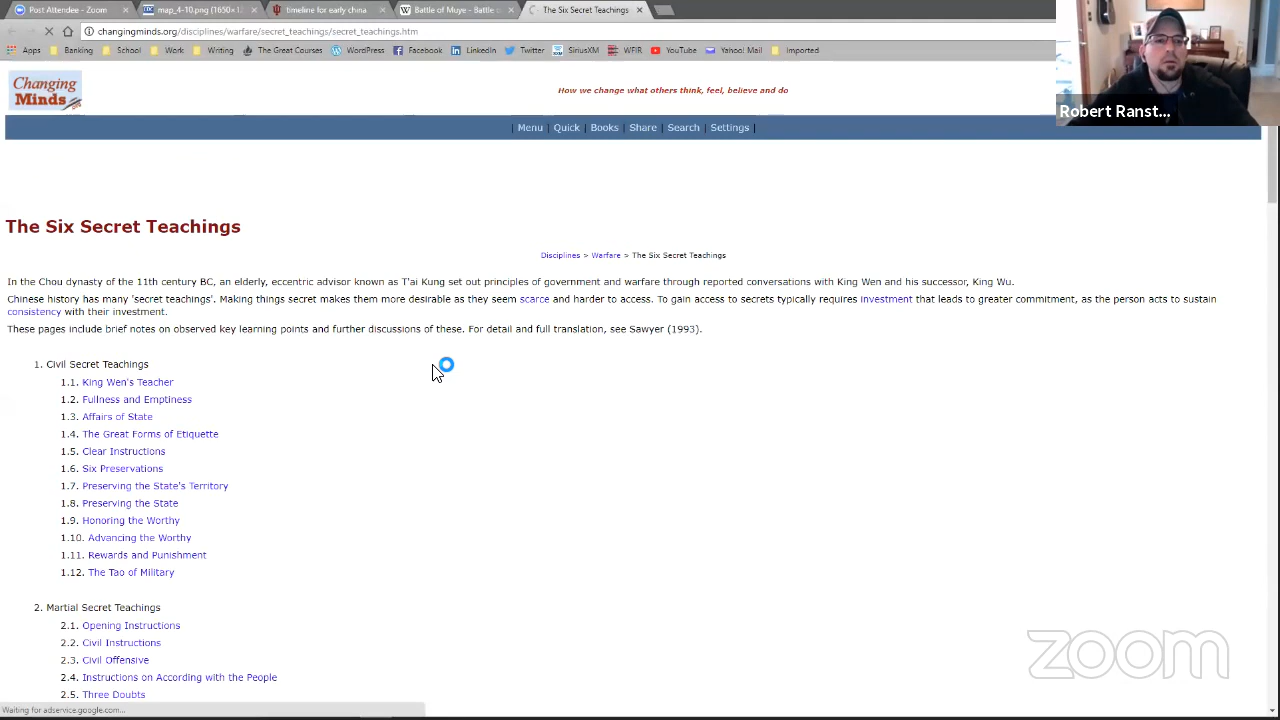 Post Attendee - Zoom
map_4-10.png (1650×1
timeline for early china
Battle of Muye - Battle o
The Six Secret Teachings
changingminds.org/disciplines/warfare/secret_teachings/secret_teachings.htm
Apps
Banking
School
Work
Writing
The Great Courses
WordPress
Facebook
LinkedIn
Twitter
SiriusXM
WFIR
YouTube
Yahoo! Mail
Imported
Changing
Minds
How we change what others think, feel, believe and do
Robert Ranst...
| Menu | Quick | Books | Share | Search | Settings |
The Six Secret Teachings
Disciplines > Warfare > The Six Secret Teachings
In the Chou dynasty of the 11th century BC, an elderly, eccentric advisor known as T'ai Kung set out principles of government and warfare through reported conversations with King Wen and his successor, King Wu.
Chinese history has many 'secret teachings'. Making things secret makes them more desirable as they seem scarce and harder to access. To gain access to secrets typically requires investment that leads to greater commitment, as the person acts to sustain
consistency with their investment.
These pages include brief notes on observed key learning points and further discussions of these. For detail and full translation, see Sawyer (1993).
1. Civil Secret Teachings
1.1. King Wen's Teacher
1.2. Fullness and Emptiness
1.3. Affairs of State
1.4. The Great Forms of Etiquette
1.5. Clear Instructions
1.6. Six Preservations
1.7. Preserving the State's Territory
1.8. Preserving the State
1.9. Honoring the Worthy
1.10. Advancing the Worthy
1.11. Rewards and Punishment
1.12. The Tao of Military
2. Martial Secret Teachings
2.1. Opening Instructions
2.2. Civil Instructions
2.3. Civil Offensive
2.4. Instructions on According with the People
2.5. Three Doubts
zoom
Waiting for adservice.google.com...